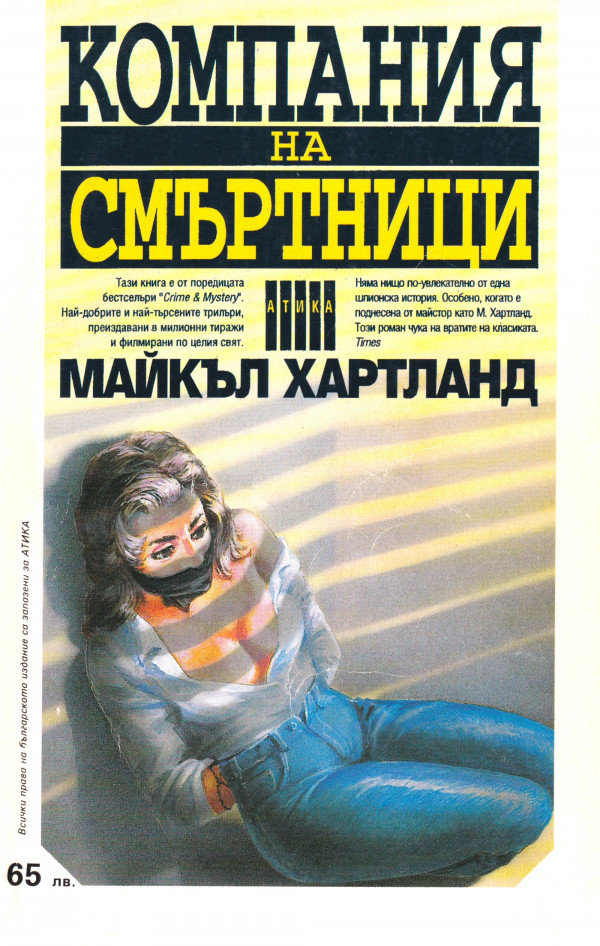 КОМПАНИЯ
НА
СМЪРТНИЦИ
Тази книга е от поредицата
бестсельри "Crime & Mystery".
Най-добрите и най-търсените трилъри,
преиздавани в милионни тиражи
и филмирани по целия свят.
АТИКА
Няма нищо по-увлекателно от една
шпионска история. Особено, когато е
поднесена от майстор като М. Хартланд.
Този роман чука на вратите на класиката.
Times
МАЙКЪЛ ХАРТЛАНД
Всички права на българското издание са запазени за АТИКА
65 лв.